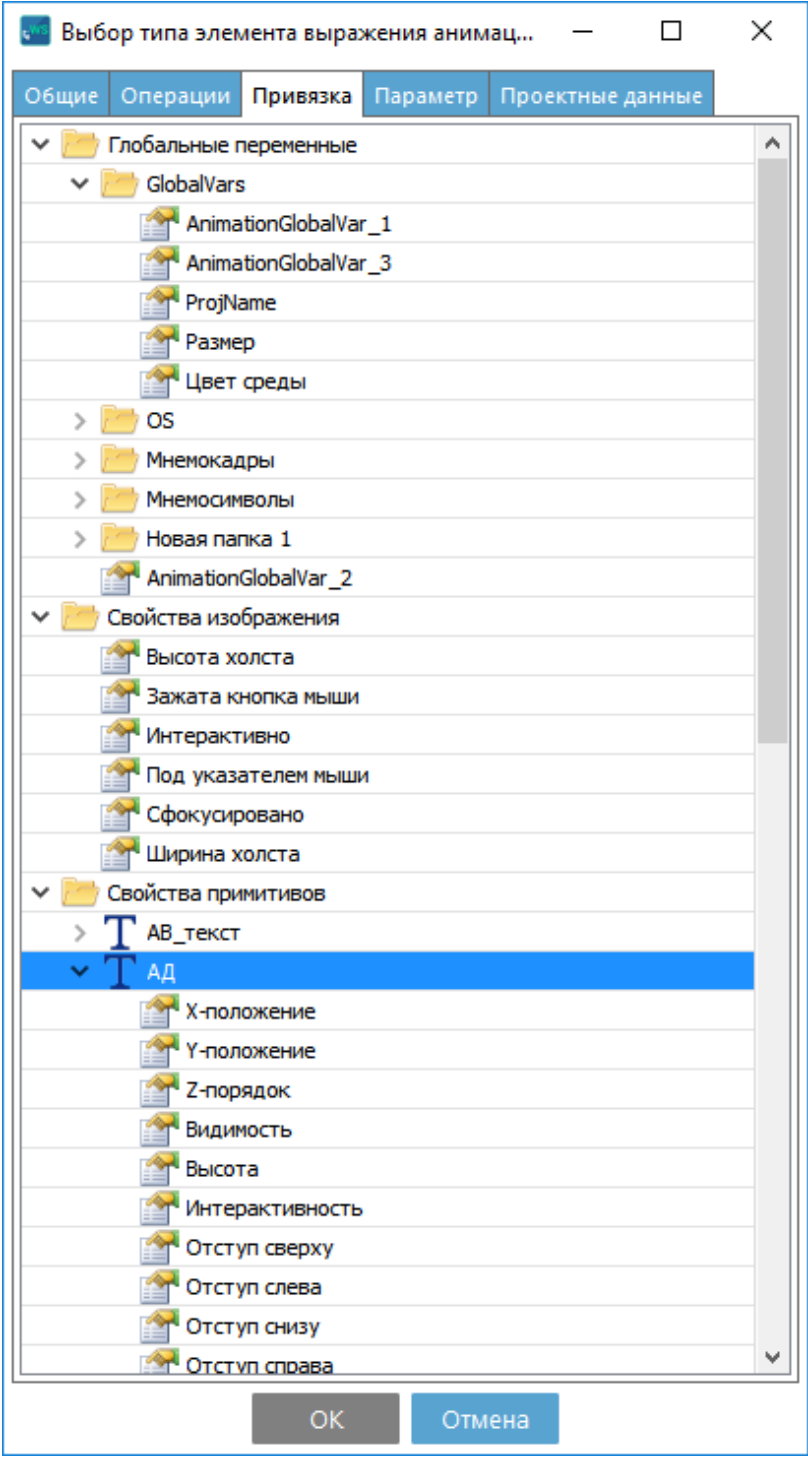 WS Выбор типа элемента выражения анимац...
Общие Операции Привязка Параметр Проектные данные
Глобальные переменные
GlobalVars
AnimationGlobalVar_1
AnimationGlobalVar_3
ProjName
Размер
Цвет среды
OS
Мнемокадры
Мнемосимволы
Новая папка 1
AnimationGlobalVar_2
Свойства изображения
Высота холста
Зажата кнопка мыши
Интерактивно
Под указателем мыши
Сфокусировано
Ширина холста
Свойства примитивов
АВ_текст
АД
X-положение
Y-положение
Z-порядок
Видимость
Высота
Интерактивность
Отступ сверху
Отступ слева
Отступ снизу
Отступ справа
ОК Отмена